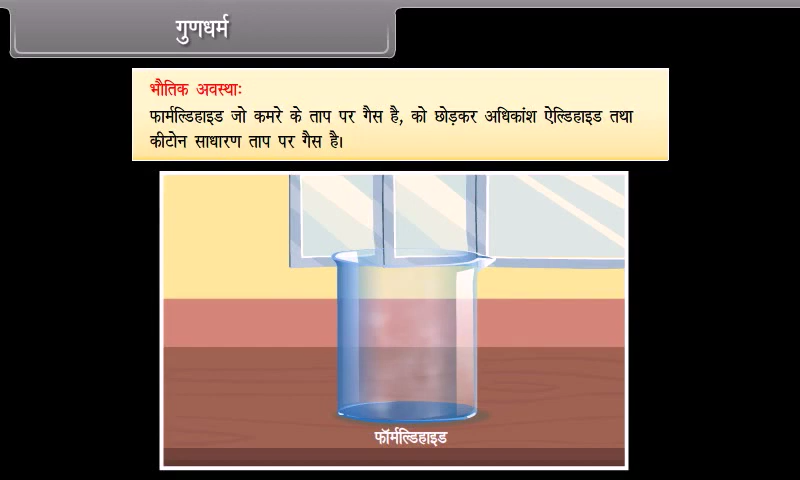 गुणधर्म
भौतिक अवस्थाः
फार्मल्डिहाइड जो कमरे के ताप पर गैस है, को छोड़कर अधिकांश ऐल्डिहाइड तथा
कीटोन साधारण ताप पर गैस है।
फॉर्मल्डिहाइड